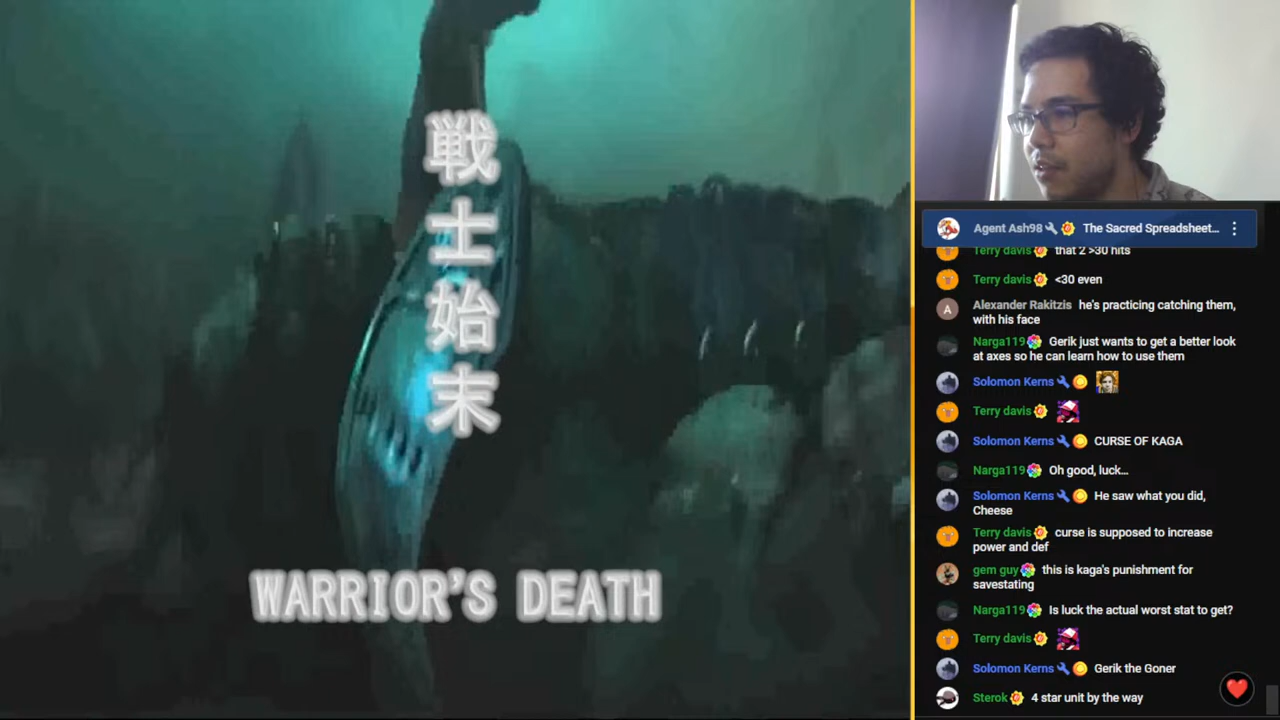 戦士始末
WARRIOR'S DEATH
Agent Ash98 The Sacred Spreadsheet...
Terry davis that 2 >30 hits
Terry davis <30 even
Alexander Rakitzis he's practicing catching them,
with his face
Narga119 Gerik just wants to get a better look
at axes so he can learn how to use them
Solomon Kerns
Terry davis
Solomon Kerns CURSE OF KAGA
Narga119 Oh good, luck...
Solomon Kerns He saw what you did,
Cheese
Terry davis curse is supposed to increase
power and def
gem guy this is kaga's punishment for
savestating
Narga119 Is luck the actual worst stat to get?
Terry davis
Solomon Kerns Gerik the Goner
Sterok 4 star unit by the way
A